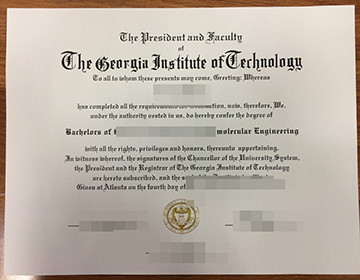 The President and Faculty
of
The Georgia Institute of Technology
To all to whom these presents may come, Greeting: Whereas
has completed all the now, therefore, We,
under the authority vested in us, do hereby confer the degree of
Bachelors of molecular Engineering
with all the rights, privileges and honors, thereunto appertaining.
In witness whereof, the signatures of the Chancellor of the University System,
the President and the Registrar of The Georgia Institute of Technology
are hereto subscribed, and the
Given at Atlanta on the fourth day of